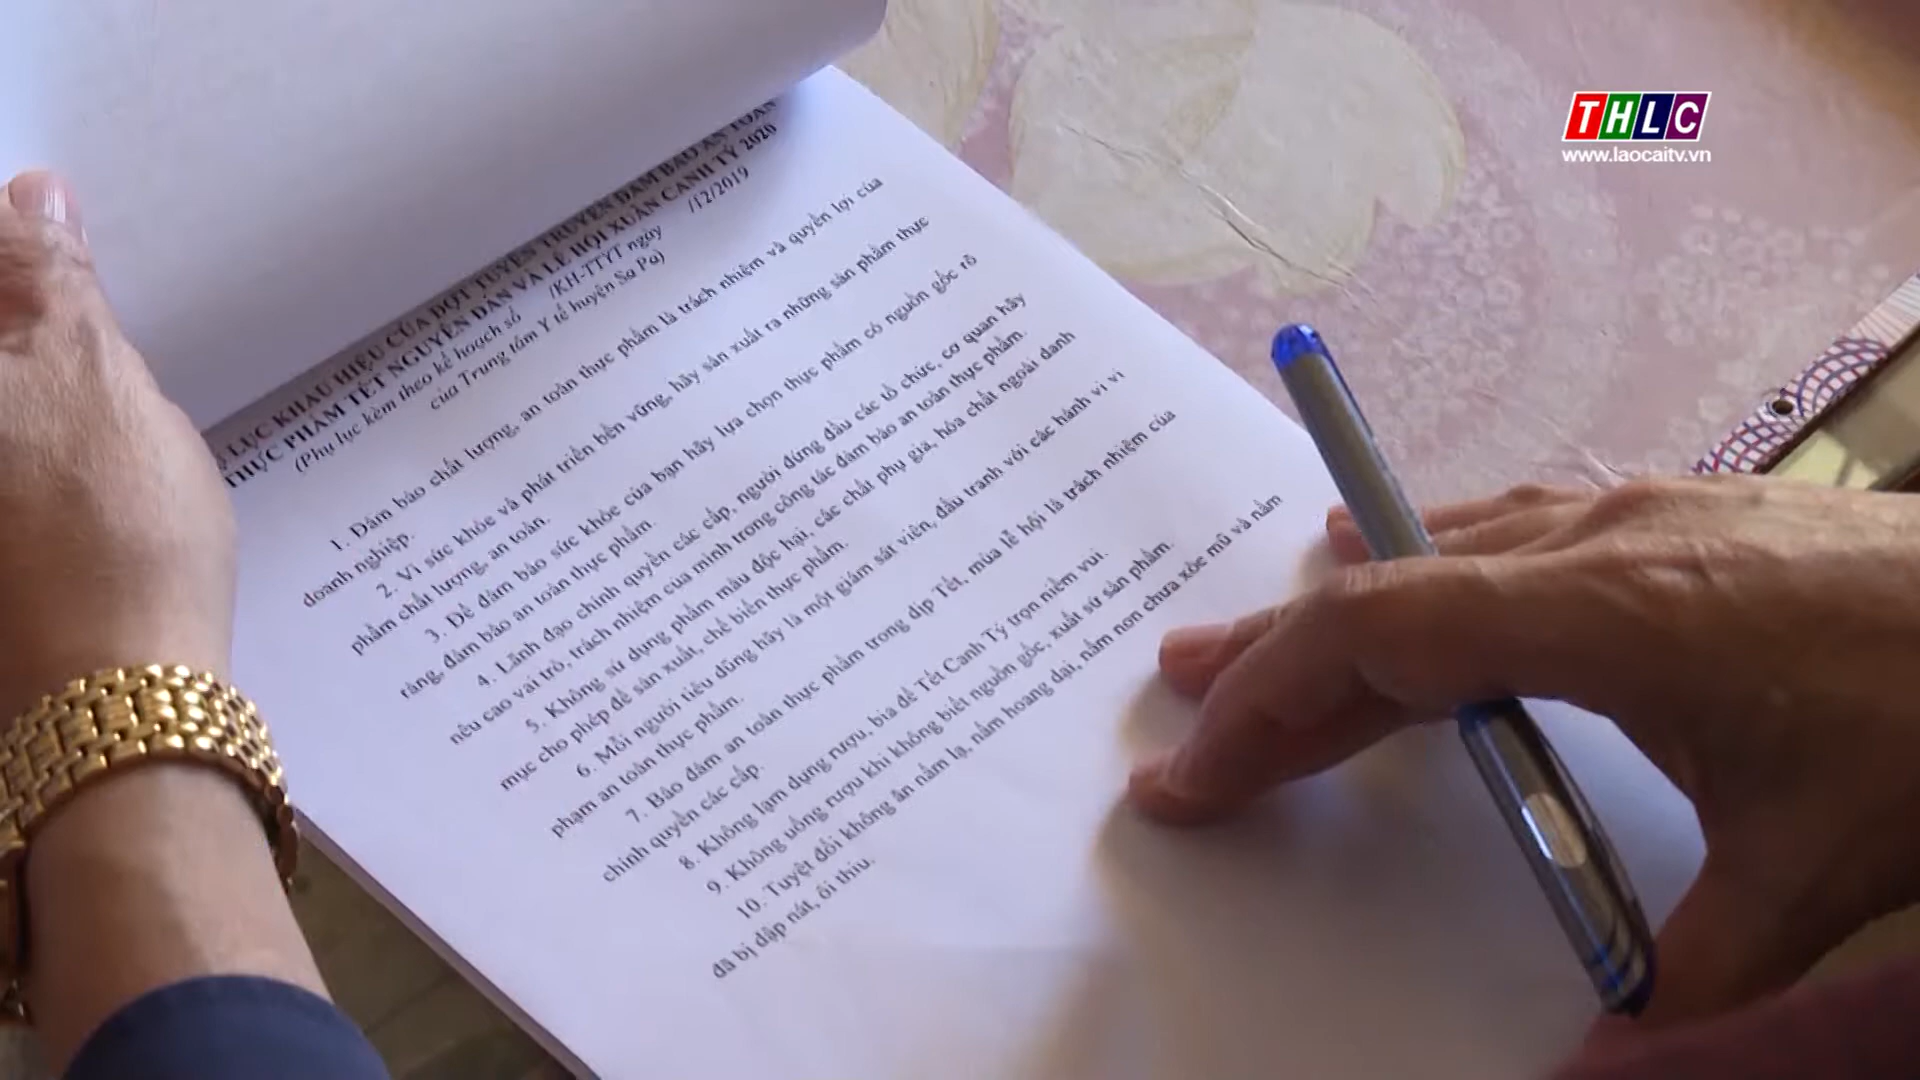 THLC
www.laocaitv.vn
LỤC KHẨU HIỆU CỦA ĐỢT TUYÊN TRUYỀN ĐẢM BẢO AN TOÀN
THỰC PHẨM TẾT NGUYÊN ĐÁN VÀ LỄ HỘI XUÂN CANH TÝ 2020
(Phụ lục kèm theo kế hoạch số /KH-TTYT ngày /12/2019
của Trung tâm Y tế huyện Sa Pa)
1. Đảm bảo chất lượng, an toàn thực phẩm là trách nhiệm và quyền lợi của
doanh nghiệp.
2. Vì sức khỏe và phát triển bền vững, hãy sản xuất ra những sản phẩm thực
phẩm chất lượng, an toàn.
3. Để đảm bảo sức khỏe của bạn hãy lựa chọn thực phẩm có nguồn gốc rõ
ràng, đảm bảo an toàn thực phẩm.
4. Lãnh đạo chính quyền các cấp, người đứng đầu các tổ chức, cơ quan hãy
nêu cao vai trò, trách nhiệm của mình trong công tác đảm bảo an toàn thực phẩm.
5. Không sử dụng phẩm màu độc hại, các chất phụ gia, hóa chất ngoài danh
mục cho phép để sản xuất, chế biến thực phẩm.
6. Mỗi người tiêu dùng hãy là một giám sát viên, đấu tranh với các hành vi vi
phạm an toàn thực phẩm.
7. Bảo đảm an toàn thực phẩm trong dịp Tết, mùa lễ hội là trách nhiệm của
chính quyền các cấp.
8. Không lạm dụng rượu, bia để Tết Canh Tý trọn niềm vui.
9. Không uống rượu khi không biết nguồn gốc, xuất sứ sản phẩm.
10. Tuyệt đối không ăn nấm lạ, nấm hoang dại, nấm non chưa xòe mũ và nấm
đã bị dập nát, ôi thiu.